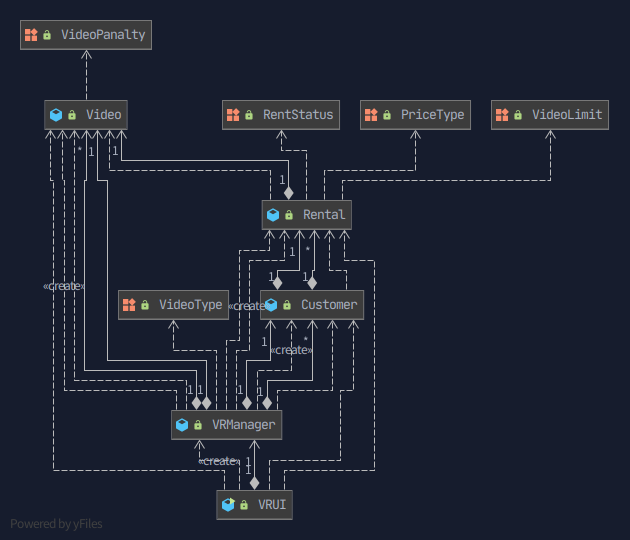 VideoPanalty
Video
RentStatus
PriceType
VideoLimit
*
1
1
1
Rental
1
*
1
1
«create»
VideoType
«create»
Customer
1
*
«create»
1
1
1
1
VRManager
«create»
1
1
VRUI
Powered by yFiles